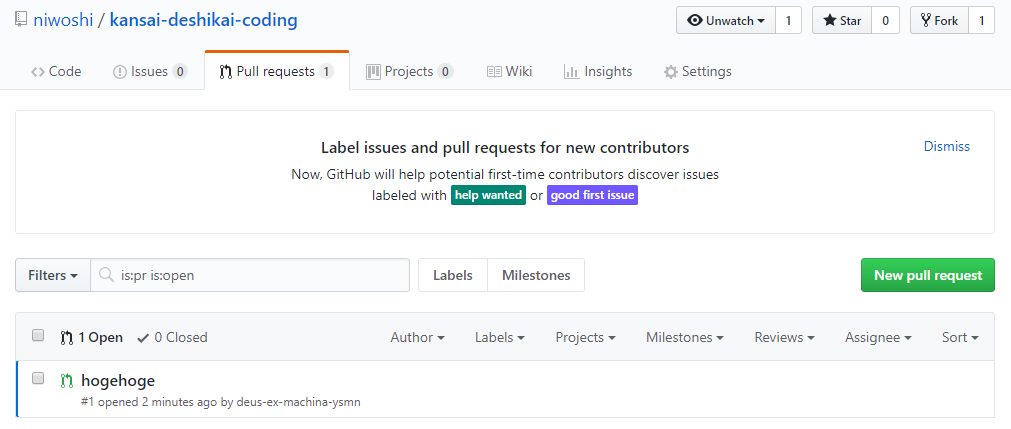 niwoshi / kansai-deshikai-coding
Unwatch 1 Star 0 Fork 1
Code Issues 0 Pull requests 1 Projects 0 Wiki Insights Settings
Label issues and pull requests for new contributors
Dismiss
Now, GitHub will help potential first-time contributors discover issues
labeled with help wanted or good first issue
Filters is:pr is:open Labels Milestones New pull request
1 Open 0 Closed Author Labels Projects Milestones Reviews Assignee Sort
hogehoge
#1 opened 2 minutes ago by deus-ex-machina-ysmn